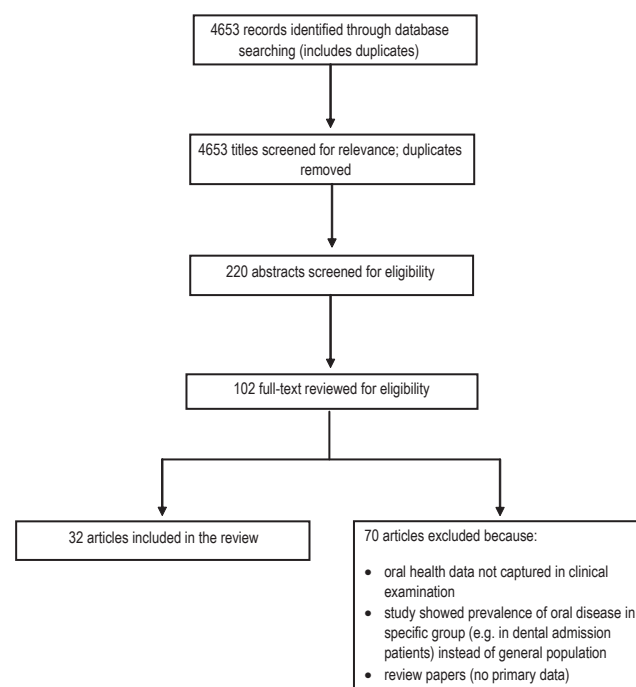 4653 records identified through database
searching (includes duplicates)
4653 titles screened for relevance; duplicates
removed
220 abstracts screened for eligibility
102 full-text reviewed for eligibility
32 articles included in the review
70 articles excluded because:
• oral health data not captured in clinical
examination
• study showed prevalence of oral disease in
specific group (e.g. in dental admission
patients) instead of general population
• review papers (no primary data)